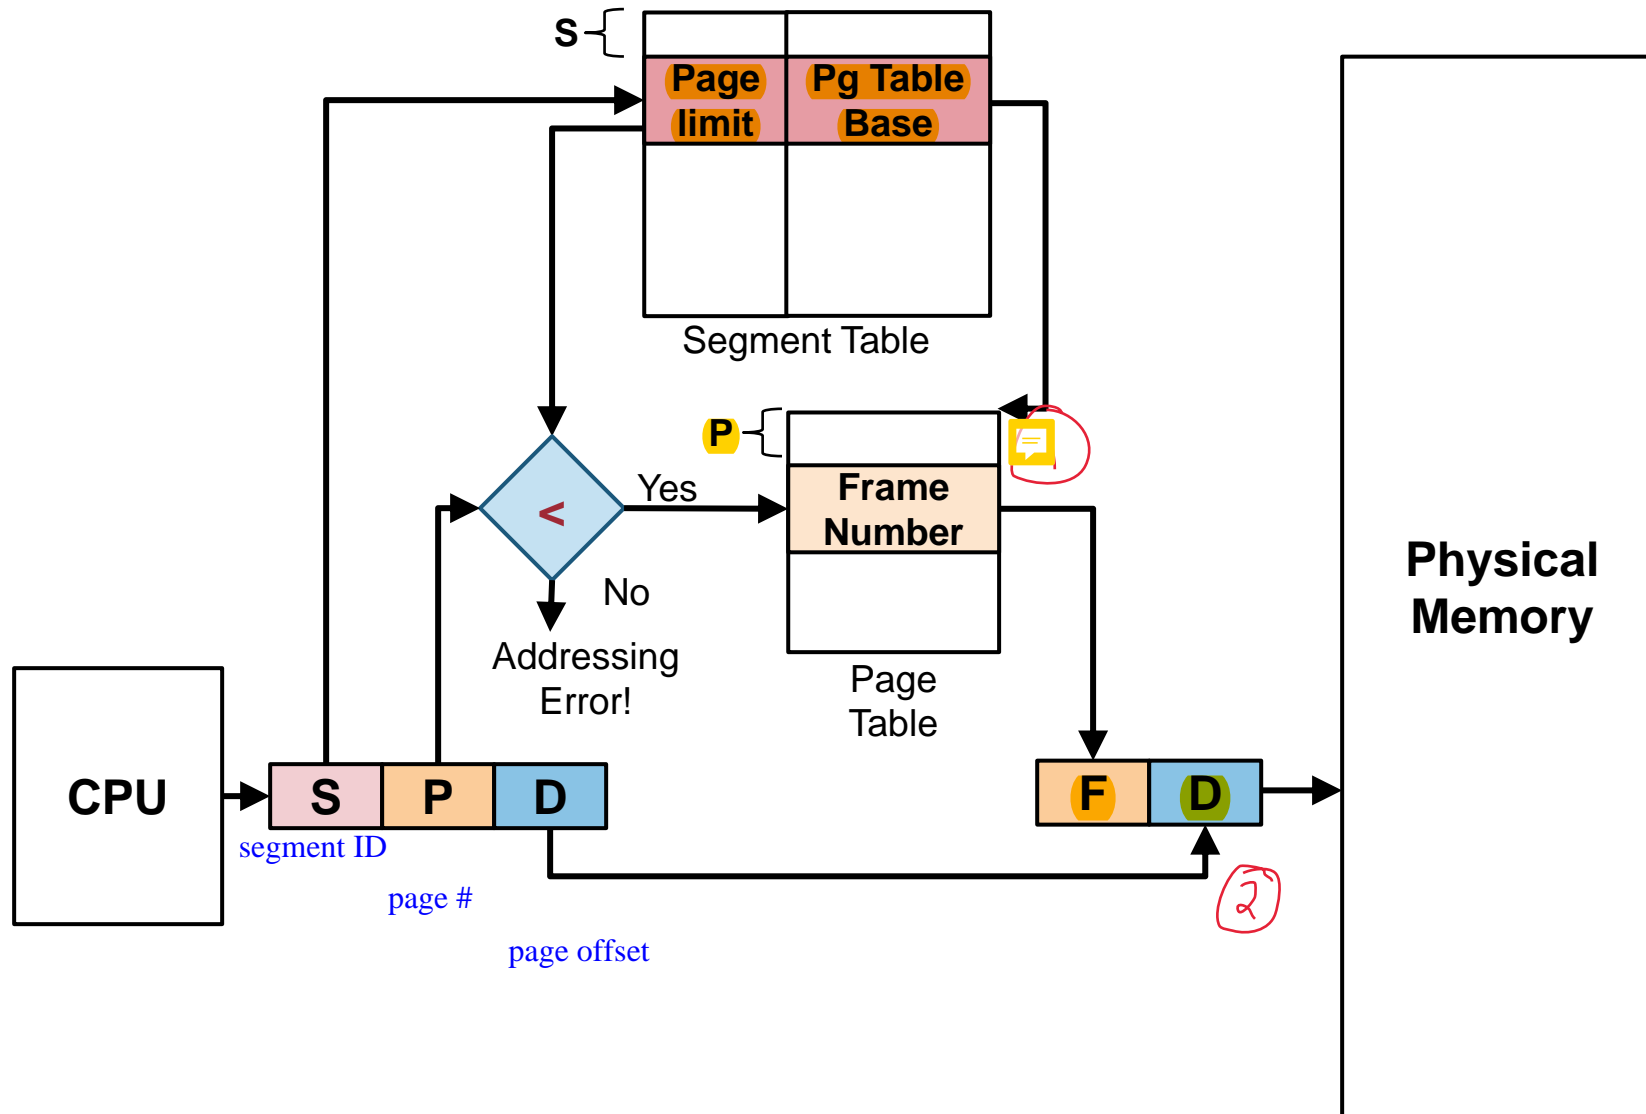 S
Page
limit
Pg Table
Base
Segment Table
P
Yes
<
Frame
Number
No
Addressing
Error!
Page
Table
Physical
Memory
CPU
S P D
F D
segment ID
page #
page offset
2